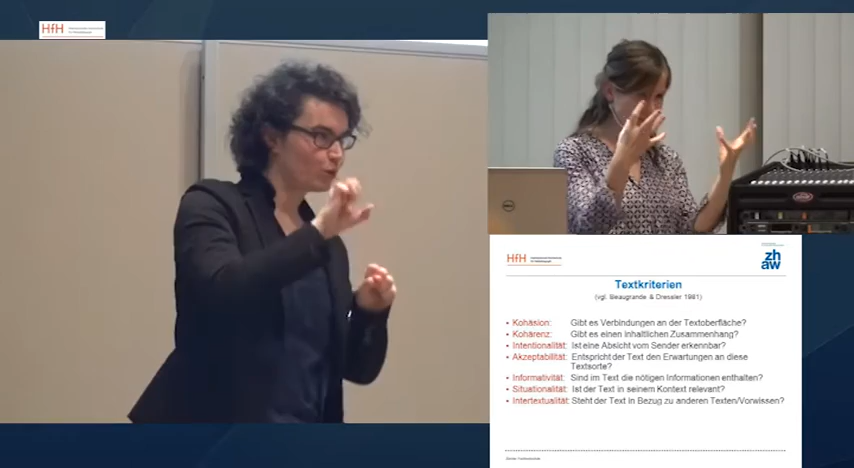 HfH
DELL
HfH
zh
aw
Textkriterien
(vgl. Beaugrande & Dressler 1981)
• Kohäsion: Gibt es Verbindungen an der Textoberfläche?
• Kohärenz: Gibt es einen inhaltlichen Zusammenhang?
• Intentionalität: Ist eine Absicht vom Sender erkennbar?
• Akzeptabilität: Entspricht der Text den Erwartungen an diese
Textsorte?
• Informativität: Sind im Text die nötigen Informationen enthalten?
• Situationalität: Ist der Text in seinem Kontext relevant?
• Intertextualität: Steht der Text in Bezug zu anderen Texten/Vorwissen?